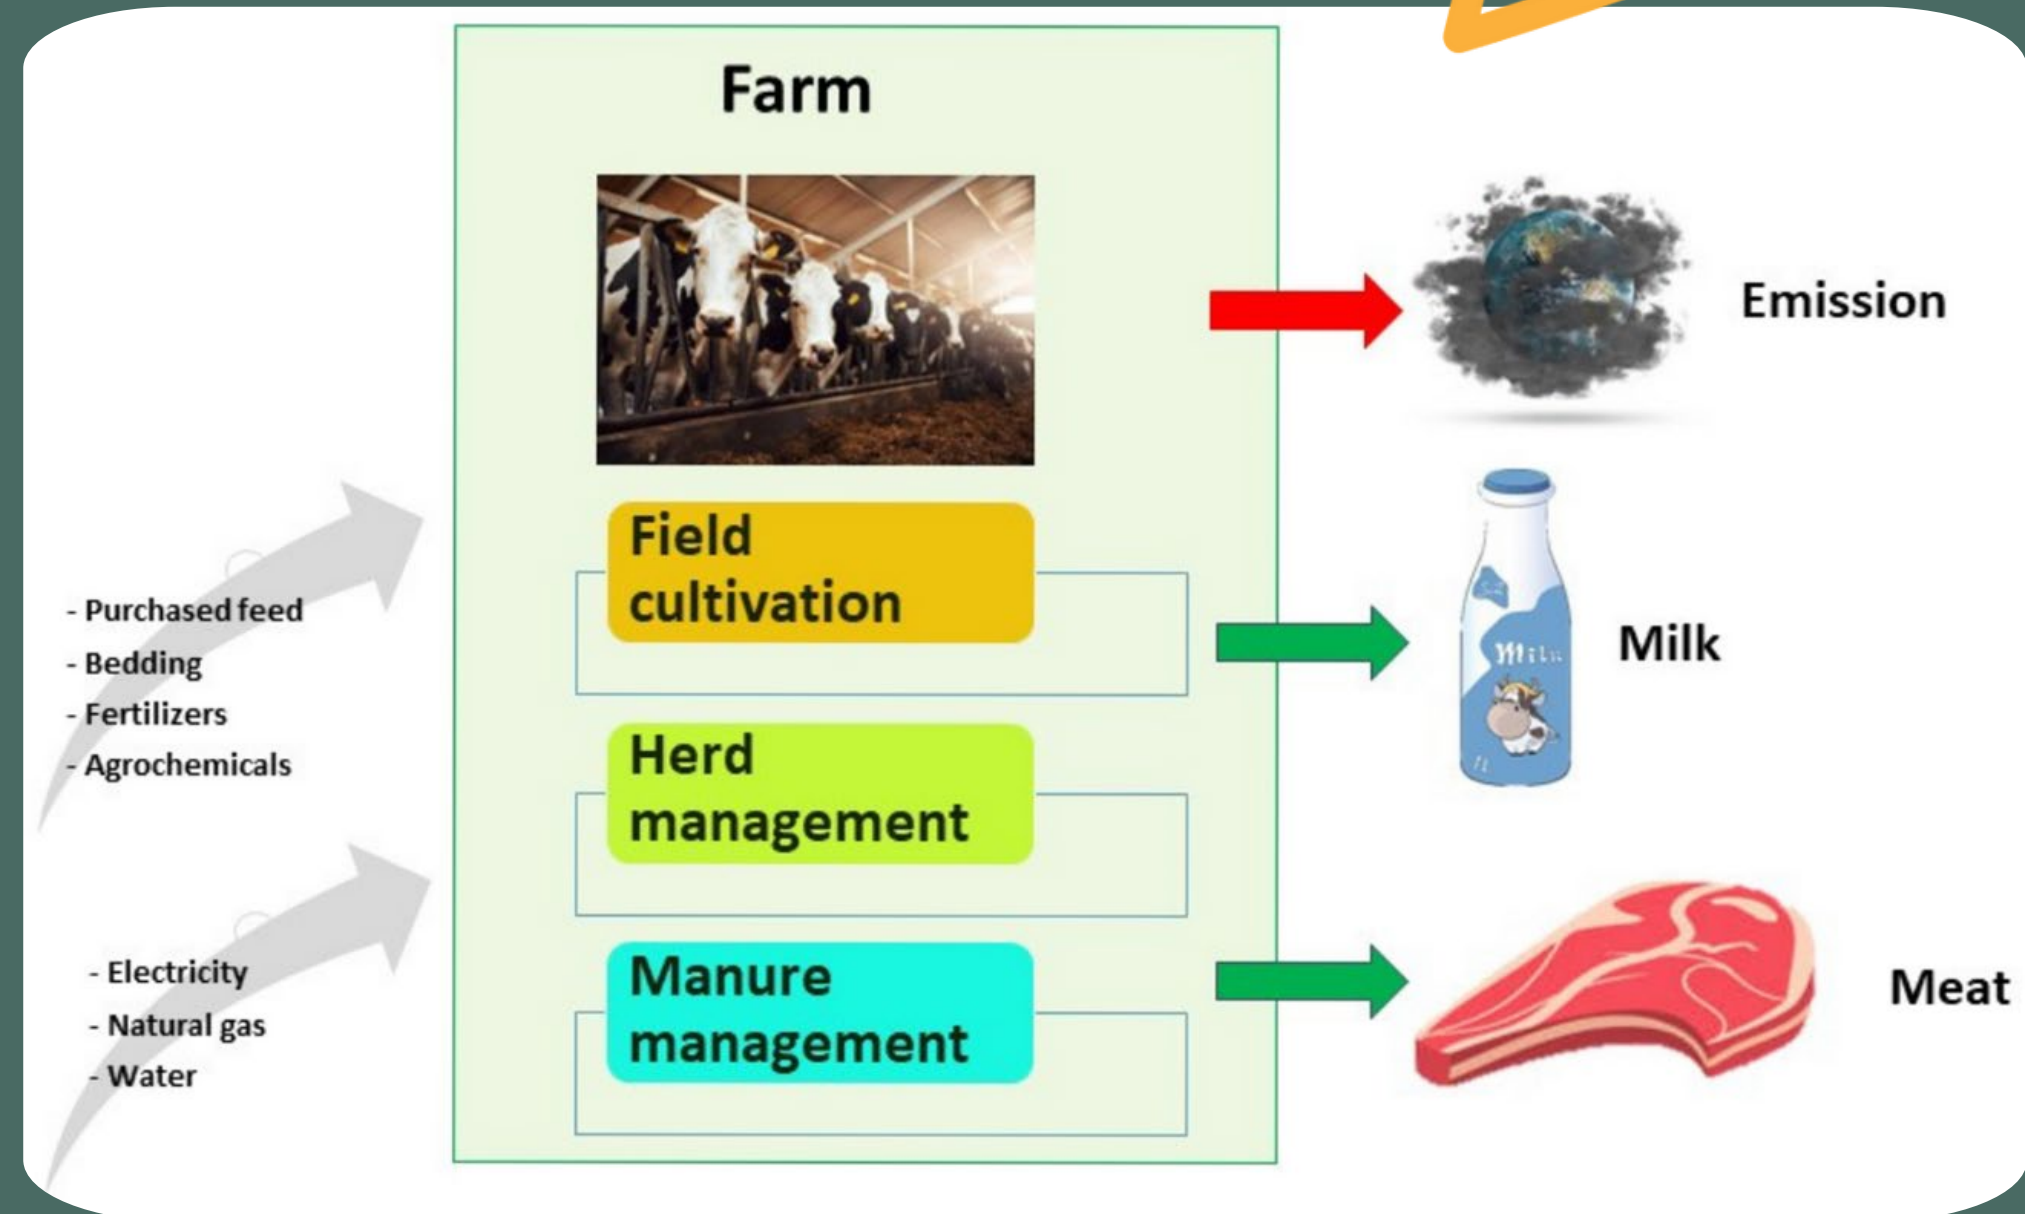 Farm
Emission
Field
cultivation
- Purchased feed
- Bedding
- Fertilizers
- Agrochemicals
Milk
Herd
management
- Electricity
- Natural gas
- Water
Manure
management
Meat